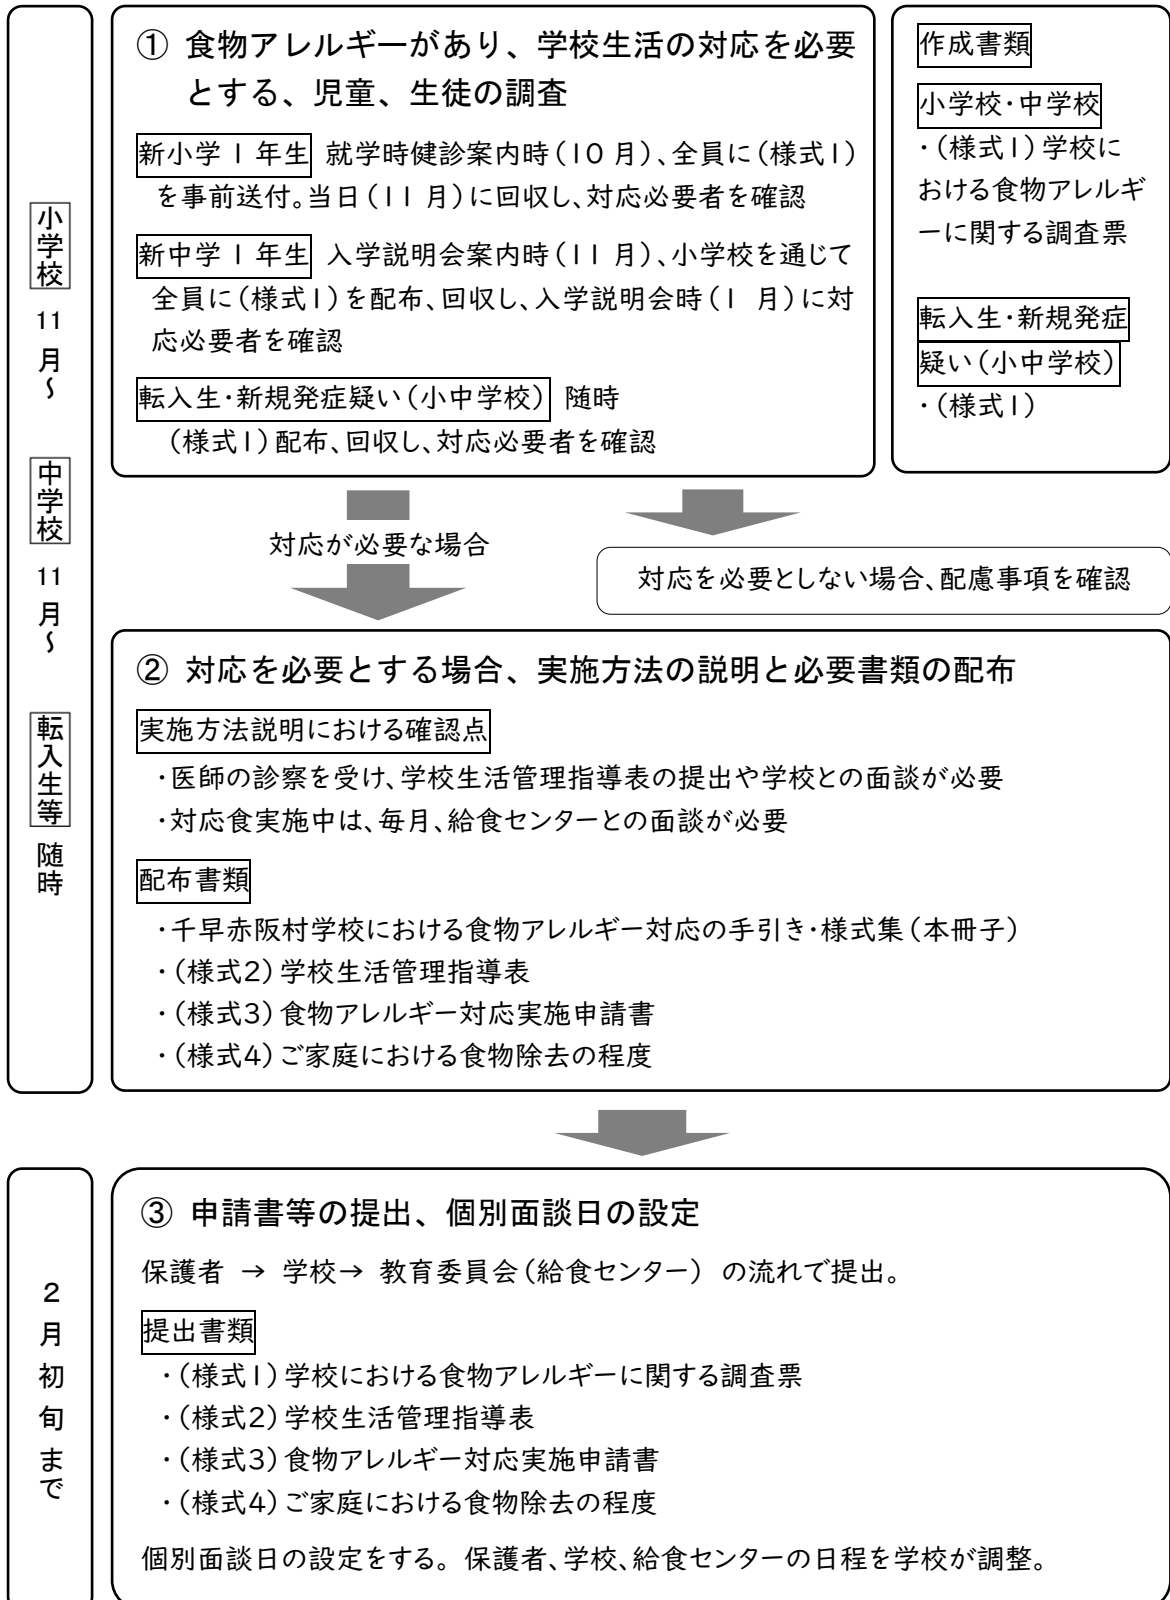 小学校 11月～ 中学校 11月～ 転入生等 随時
① 食物アレルギーがあり、学校生活の対応を必要
とする、児童、生徒の調査
新小学1年生 就学時健診案内時(10月)、全員に(様式1)
を事前送付。当日(11月)に回収し、対応必要者を確認
新中学1年生 入学説明会案内時(11月)、小学校を通じて
全員に(様式1)を配布、回収し、入学説明会時(1月)に対
応必要者を確認
転入生・新規発症疑い(小中学校) 随時
(様式1)配布、回収し、対応必要者を確認
作成書類
小学校・中学校
・(様式1)学校に
おける食物アレルギ
ーに関する調査票
転入生・新規発症
疑い(小中学校)
・(様式1)
対応が必要な場合
対応を必要としない場合、配慮事項を確認
② 対応を必要とする場合、実施方法の説明と必要書類の配布
実施方法説明における確認点
・医師の診察を受け、学校生活管理指導表の提出や学校との面談が必要
・対応食実施中は、毎月、給食センターとの面談が必要
配布書類
・千早赤阪村学校における食物アレルギー対応の手引き・様式集(本冊子)
・(様式2)学校生活管理指導表
・(様式3)食物アレルギー対応実施申請書
・(様式4)ご家庭における食物除去の程度
2月初旬まで
③ 申請書等の提出、個別面談日の設定
保護者 → 学校→ 教育委員会(給食センター) の流れで提出。
提出書類
・(様式1)学校における食物アレルギーに関する調査票
・(様式2)学校生活管理指導表
・(様式3)食物アレルギー対応実施申請書
・(様式4)ご家庭における食物除去の程度
個別面談日の設定をする。保護者、学校、給食センターの日程を学校が調整。